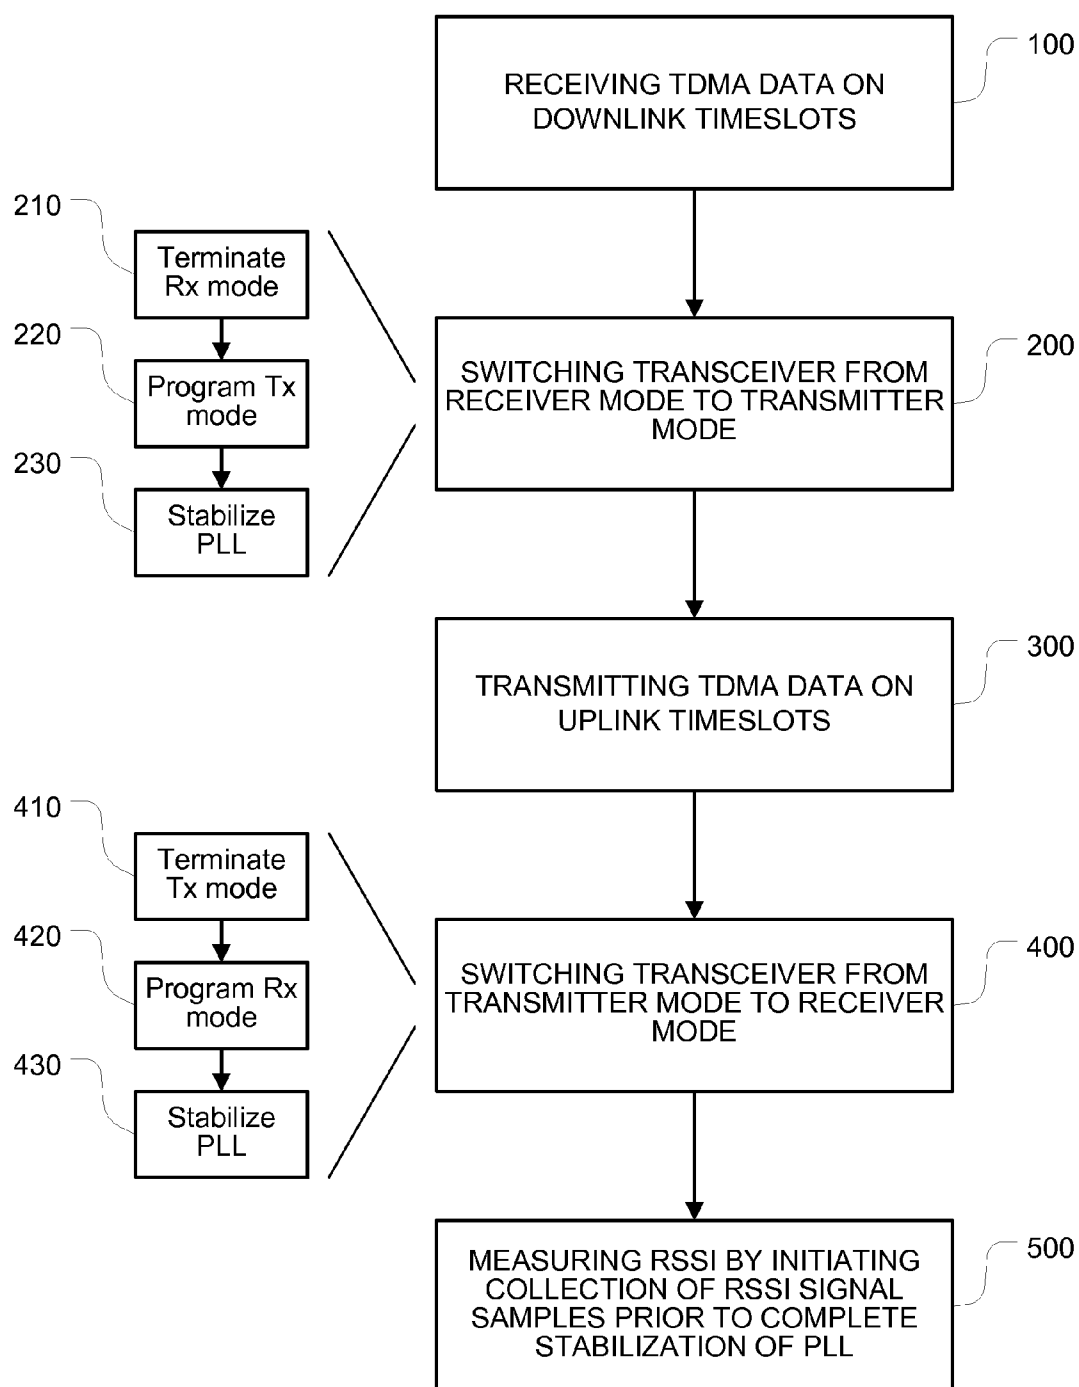 100
RECEIVING TDMA DATA ON
DOWNLINK TIMESLOTS
210
Terminate
Rx mode
220
Program Tx
mode
230
Stabilize
PLL
200
SWITCHING TRANSCEIVER FROM
RECEIVER MODE TO TRANSMITTER
MODE
300
TRANSMITTING TDMA DATA ON
UPLINK TIMESLOTS
410
Terminate
Tx mode
420
Program Rx
mode
430
Stabilize
PLL
400
SWITCHING TRANSCEIVER FROM
TRANSMITTER MODE TO RECEIVER
MODE
500
MEASURING RSSI BY INITIATING
COLLECTION OF RSSI SIGNAL
SAMPLES PRIOR TO COMPLETE
STABILIZATION OF PLL